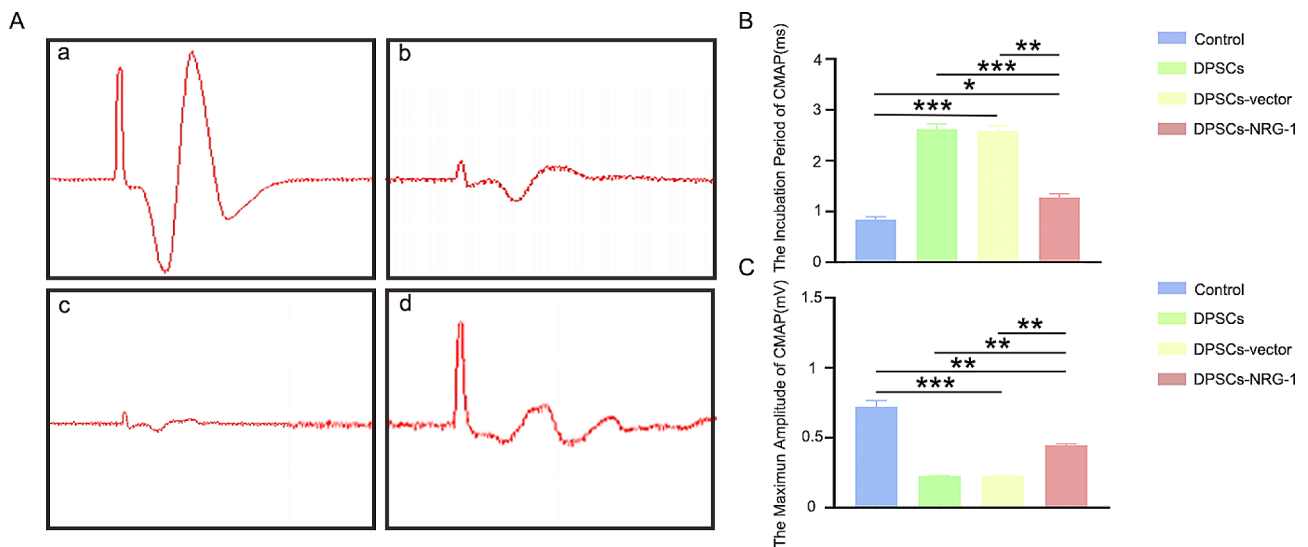 A
a
b
c
d
B
The Incubation Period of CMAP(ms)
4
3
2
1
0
**
***
*
***
Control
DPSCs
DPSCs-vector
DPSCs-NRG-1
C
The Maximun Amplitude of CMAP(mV)
1.5
1
0.5
0
**
**
**
***
Control
DPSCs
DPSCs-vector
DPSCs-NRG-1